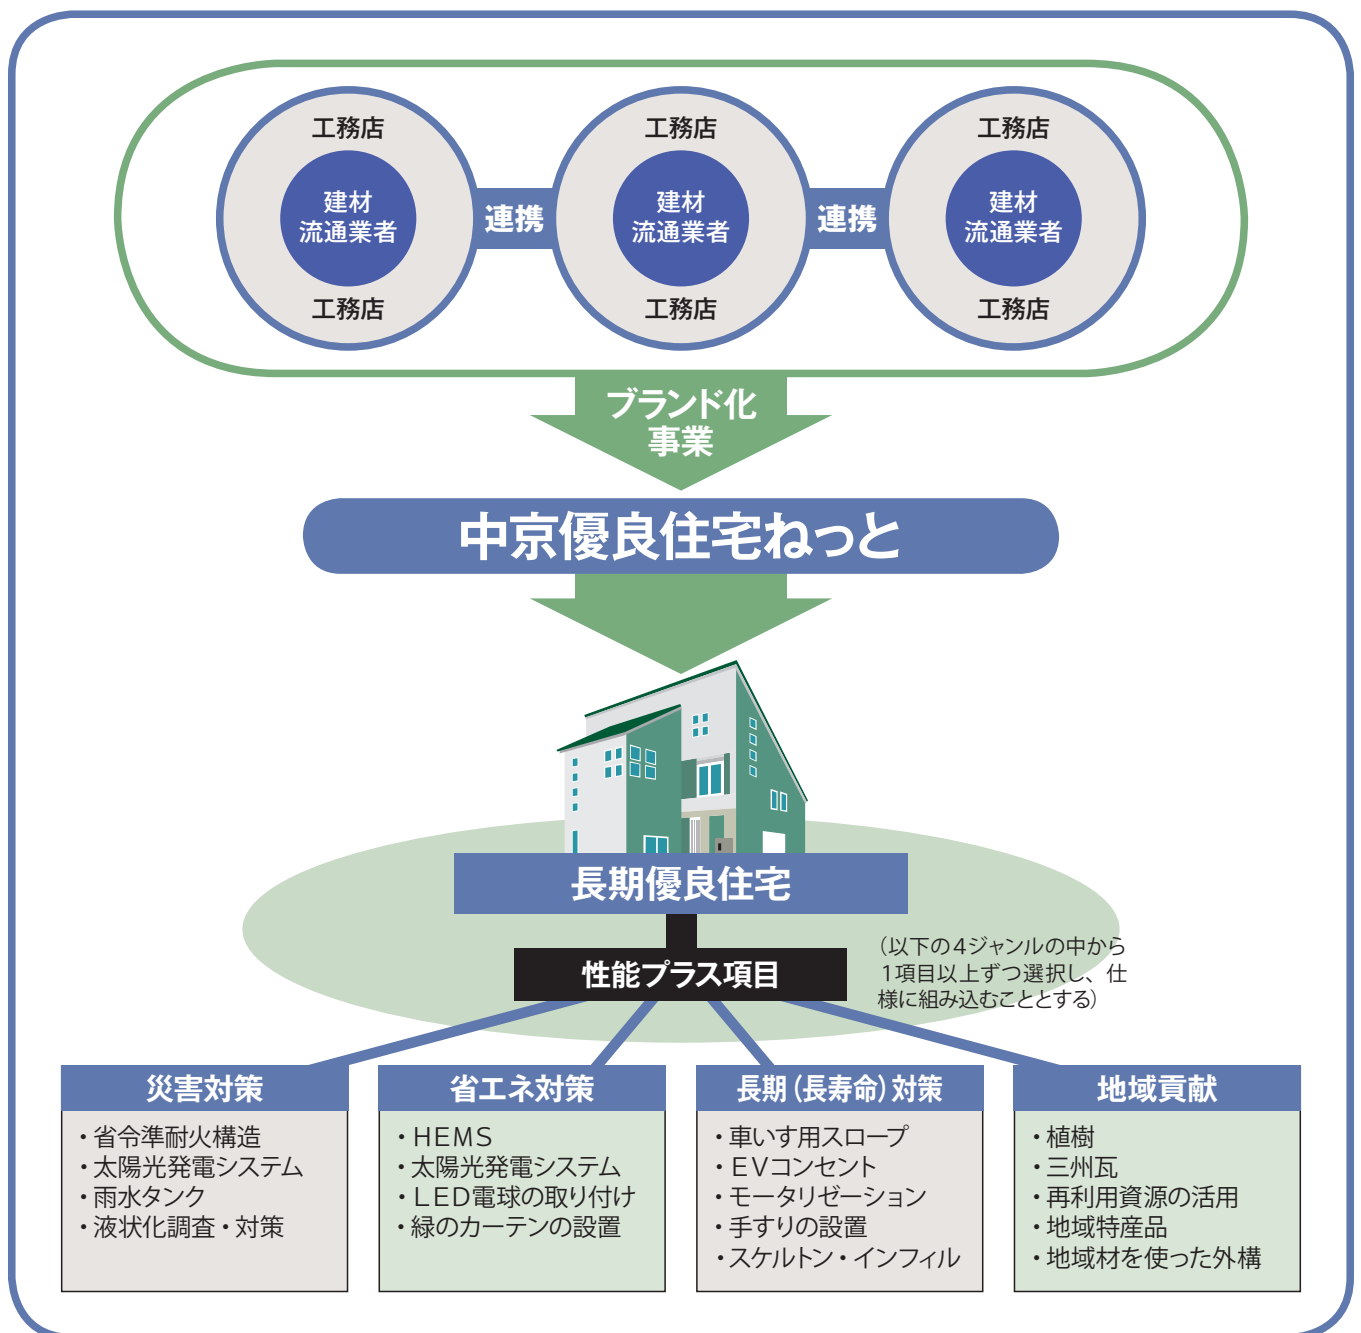 工務店
建材
流通業者
工務店
連携
工務店
建材
流通業者
工務店
連携
工務店
建材
流通業者
工務店
ブランド化
事業
中京優良住宅ねっと
長期優良住宅
性能プラス項目
（以下の4ジャンルの中から
1項目以上ずつ選択し、仕
様に組み込むこととする）
災害対策
・省令準耐火構造
・太陽光発電システム
・雨水タンク
・液状化調査・対策
省エネ対策
・HEMS
・太陽光発電システム
・LED電球の取り付け
・緑のカーテンの設置
長期（長寿命）対策
・車いす用スロープ
・EVコンセント
・モータリゼーション
・手すりの設置
・スケルトン・インフィル
地域貢献
・植樹
・三州瓦
・再利用資源の活用
・地域特産品
・地域材を使った外構